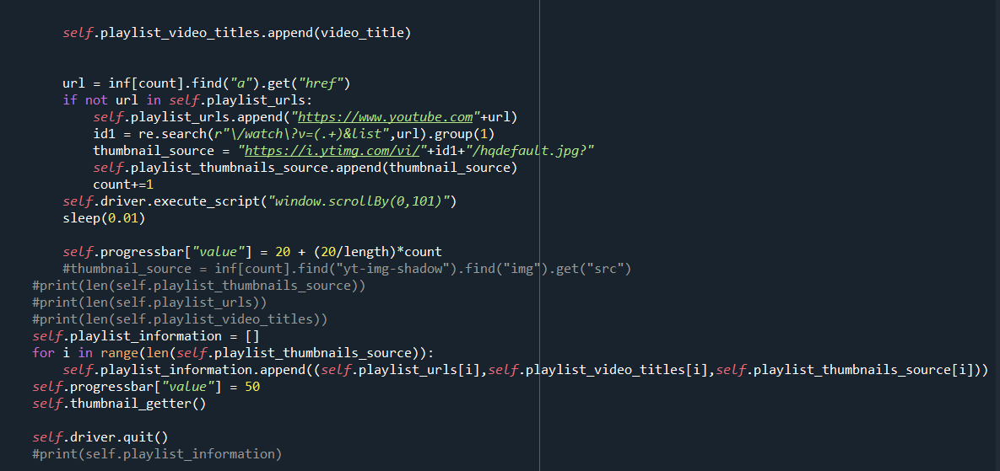 self.playlist_video_titles.append(video_title)
url = inf[count].find("a").get("href")
if not url in self.playlist_urls:
self.playlist_urls.append("https://www.youtube.com"+url)
id1 = re.search(r"\/watch\?v=(.+)&list",url).group(1)
thumbnail_source = "https://i.ytimg.com/vi/"+id1+"/hqdefault.jpg?"
self.playlist_thumbnails_source.append(thumbnail_source)
count+=1
self.driver.execute_script("window.scrollBy(0,101)")
sleep(0.01)
self.progressbar["value"] = 20 + (20/length)*count
#thumbnail_source = inf[count].find("yt-img-shadow").find("img").get("src")
#print(len(self.playlist_thumbnails_source))
#print(len(self.playlist_urls))
#print(len(self.playlist_video_titles))
self.playlist_information = []
for i in range(len(self.playlist_thumbnails_source)):
self.playlist_information.append((self.playlist_urls[i],self.playlist_video_titles[i],self.playlist_thumbnails_source[i]))
self.progressbar["value"] = 50
self.thumbnail_getter()
self.driver.quit()
#print(self.playlist_information)